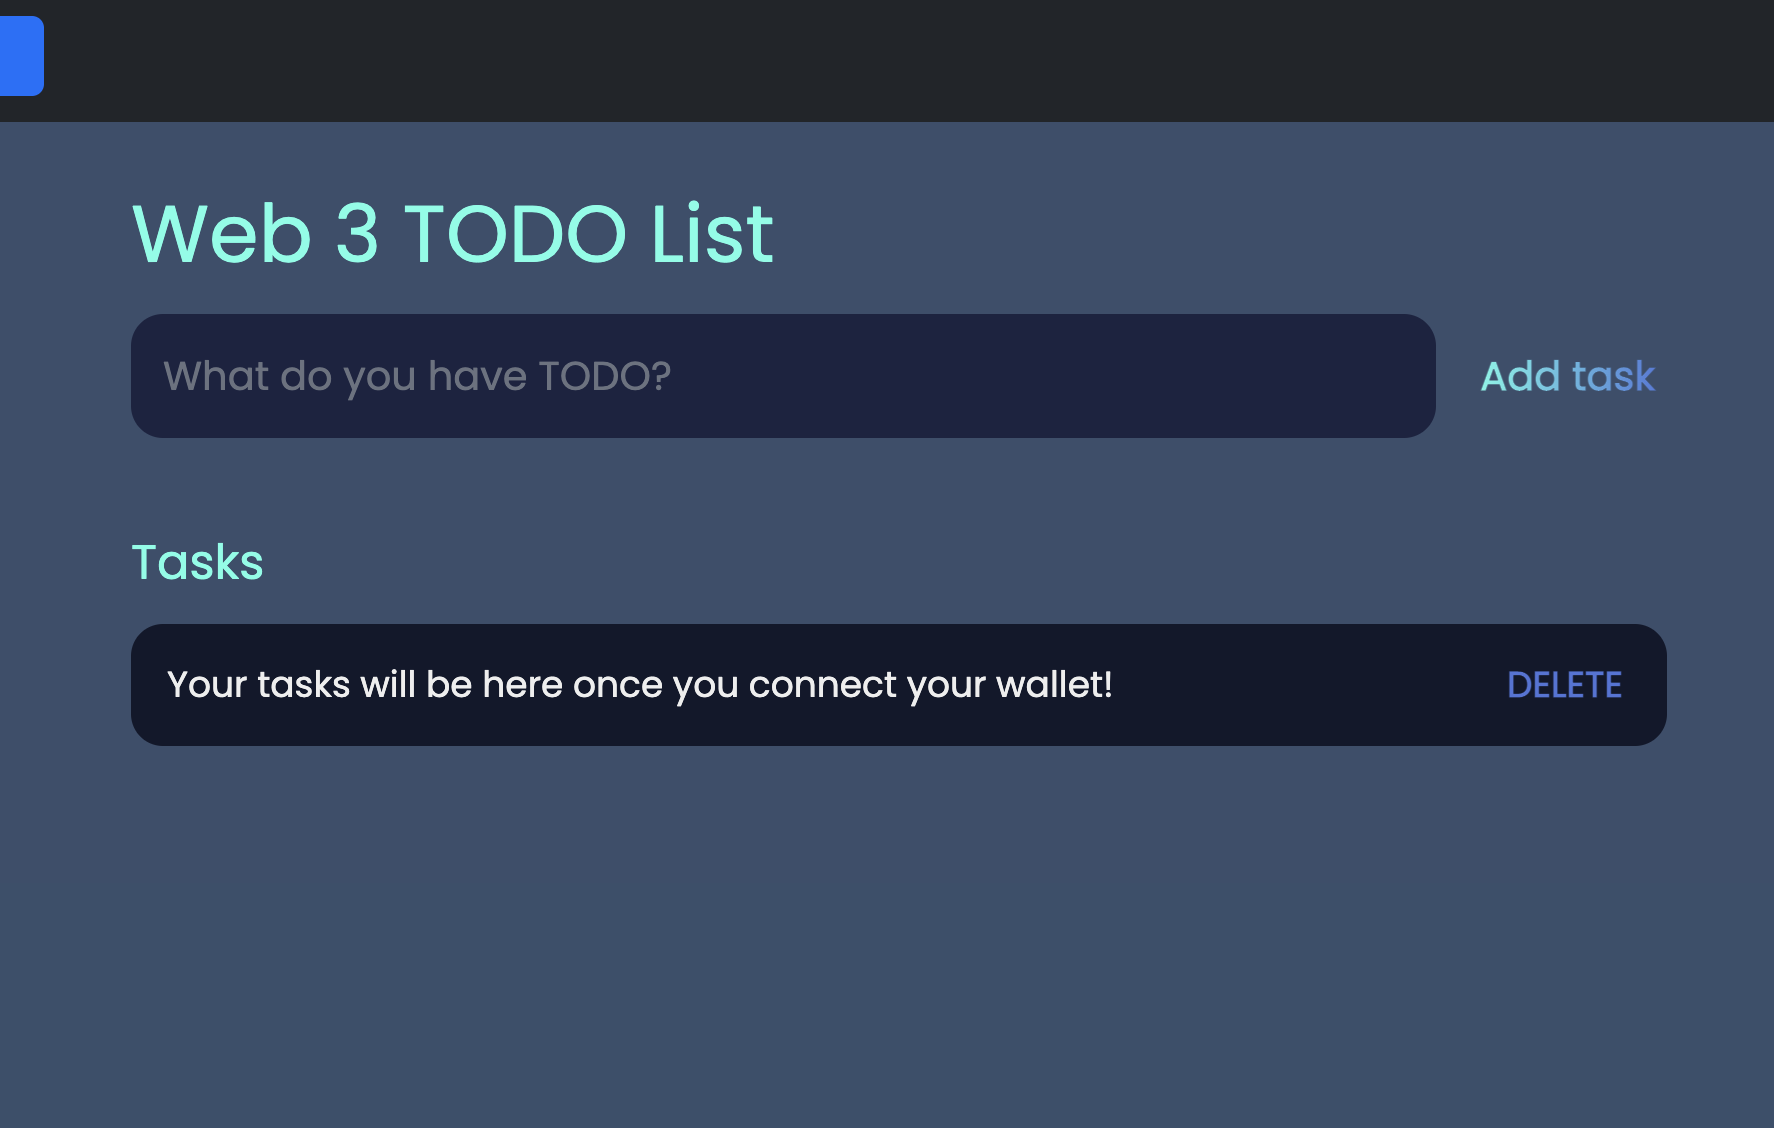 Web 3 TODO List
What do you have TODO?
Add task
Tasks
Your tasks will be here once you connect your wallet!
DELETE